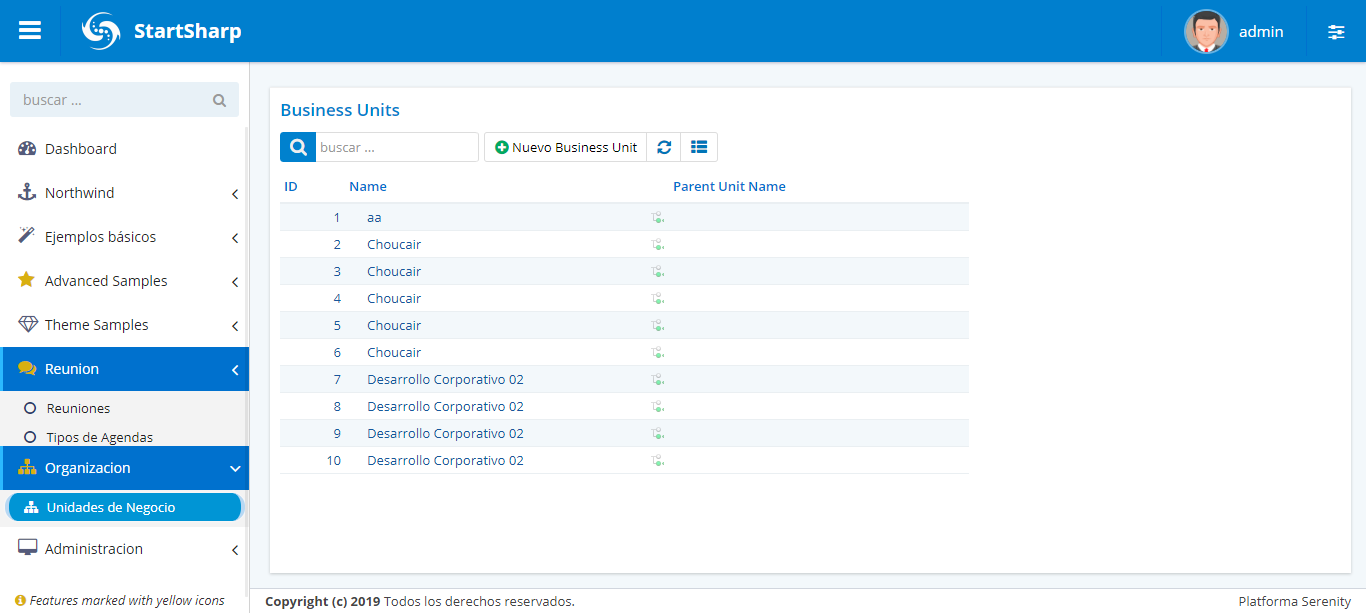 StartSharp
admin
buscar ...
Dashboard
Northwind
Ejemplos básicos
Advanced Samples
Theme Samples
Reunion
Reuniones
Tipos de Agendas
Organizacion
Unidades de Negocio
Administracion
Features marked with yellow icons
Business Units
buscar ...
Nuevo Business Unit
ID Name Parent Unit Name
1 aa
2 Choucair
3 Choucair
4 Choucair
5 Choucair
6 Choucair
7 Desarrollo Corporativo 02
8 Desarrollo Corporativo 02
9 Desarrollo Corporativo 02
10 Desarrollo Corporativo 02
Copyright (c) 2019 Todos los derechos reservados.
Platforma Serenity